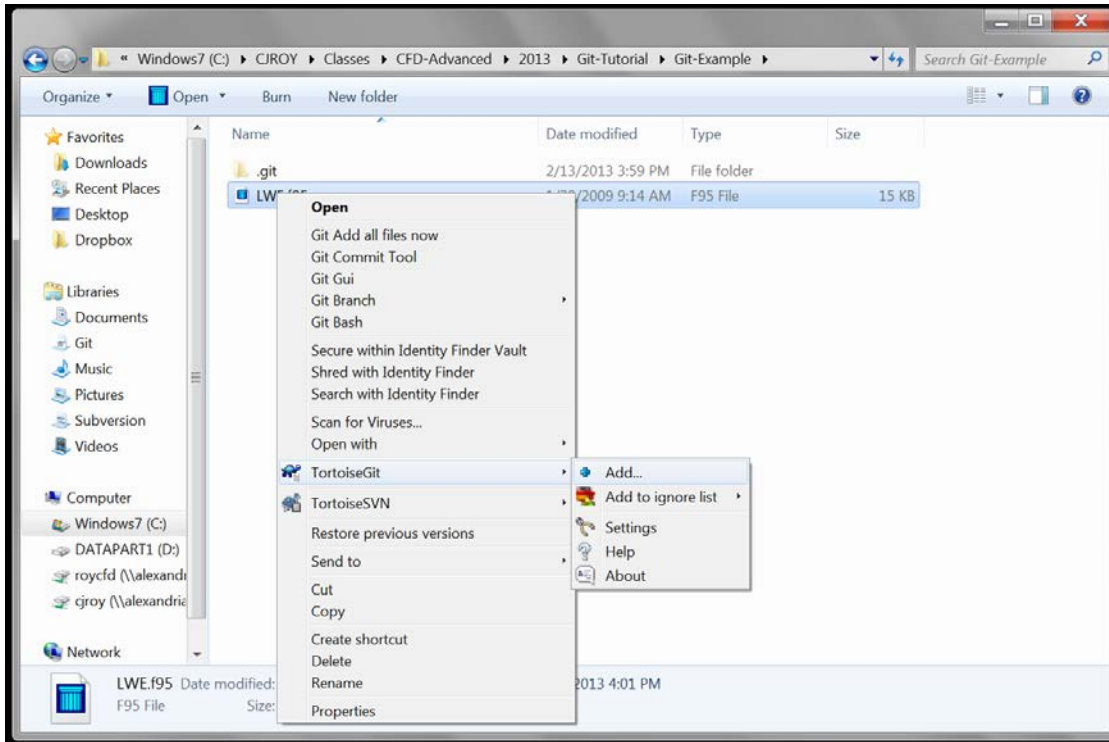 « Windows7 (C:) ▸ CJROY ▸ Classes ▸ CFD-Advanced ▸ 2013 ▸ Git-Tutorial ▸ Git-Example ▸
Search Git-Example
Organize Open Burn New folder
Name Date modified Type Size
Favorites
Downloads
Recent Places
Desktop
Dropbox
Libraries
Documents
Git
Music
Pictures
Subversion
Videos
Computer
Windows7 (C:)
DATAPART1 (D:)
roycfd (\\alexandr
cjroy (\\alexandria
Network
.git 2/13/2013 3:59 PM File folder
/2009 9:14 AM F95 File 15 KB
Open
Git Add all files now
Git Commit Tool
Git Gui
Git Branch
Git Bash
Secure within Identity Finder Vault
Shred with Identity Finder
Search with Identity Finder
Scan for Viruses...
Open with
TortoiseGit
TortoiseSVN
Restore previous versions
Send to
Cut
Copy
Create shortcut
Delete
Rename
Properties
Add...
Add to ignore list
Settings
Help
About
LWE.f95 Date modified: 2013 4:01 PM
F95 File Size: